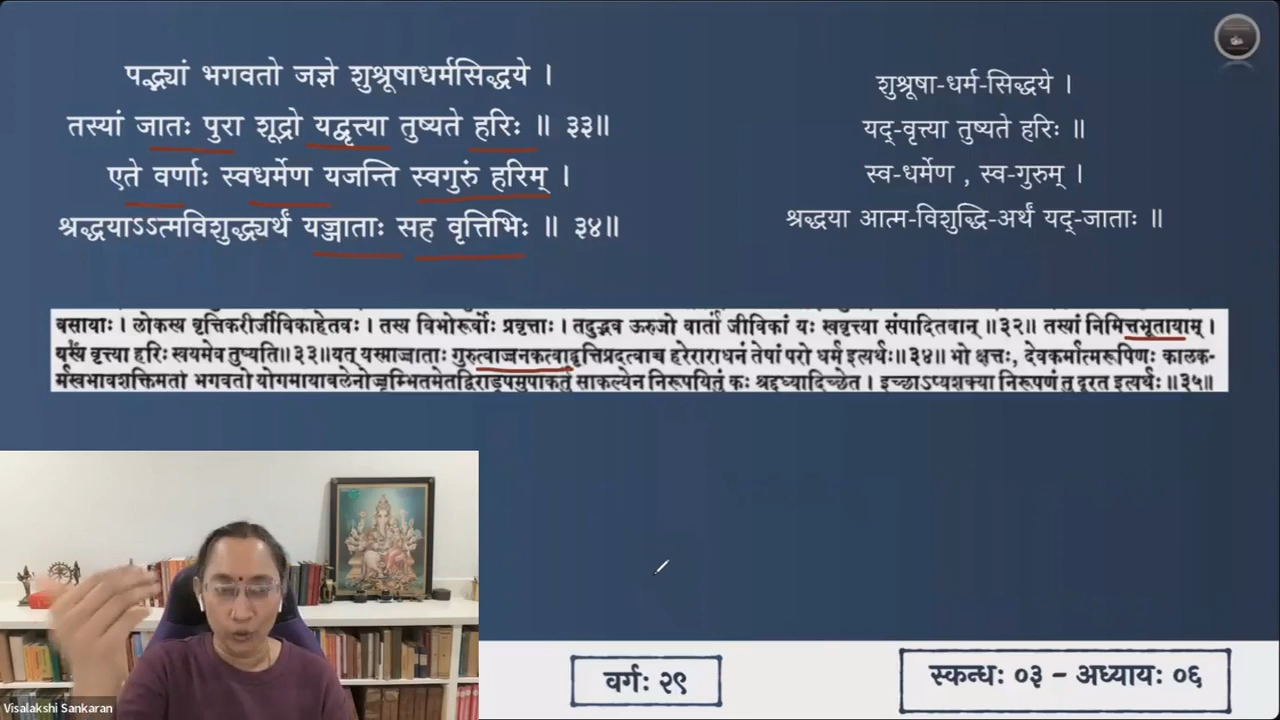 पद्भ्यां भगवतो जज्ञे शुश्रूषाधर्मसिद्धये ।
तस्यां जातः पुरा शूद्रो यद्वृत्त्या तुष्यते हरिः ॥ ३३॥
एते वर्णाः स्वधर्मेण यजन्ति स्वगुरुं हरिम् ।
श्रद्धयाऽऽत्मविशुद्ध्यर्थं यज्जाताः सह वृत्तिभिः ॥ ३४॥
शुश्रूषा-धर्म-सिद्धये ।
यद्-वृत्त्या तुष्यते हरिः ॥
स्व-धर्मेण , स्व-गुरुम् ।
श्रद्धया आत्म-विशुद्धि-अर्थं यद्-जाताः ॥
वसायाः । लोकस्य वृत्तिकरीर्जीविकाहेतवः । तस्य विभोरूर्वोः प्रवृत्ताः । तदुद्भव ऊरुजो वार्तां जीविकां यः स्ववृत्त्या संपादितवान् ॥३२॥ तस्यां निमित्तभूतायाम् ।
यस्य वृत्त्या हरिः स्वयमेव तुष्यति॥३३॥यत् यस्माज्जाताः गुरुत्वाज्जनकत्वाद्वृत्तिप्रदत्वाच्च हरेराराधनं तेषां परो धर्म इत्यर्थः॥३४॥ भो क्षत्तः, देवकर्मात्मरूपिणः कालक-
र्मस्वभावशक्तिमतो भगवतो योगमायाबलेनोज्जृम्भितमेतद्विराड्रूपमुपाकर्तुं साकल्येन निरूपयितुं कः श्रद्दध्यादिच्छेत् । इच्छाऽप्यशक्या निरूपणं तु दूरत इत्यर्थः ॥३५॥
Visalakshi Sankaran
वर्गः २९
स्कन्धः ०३ – अध्यायः ०६